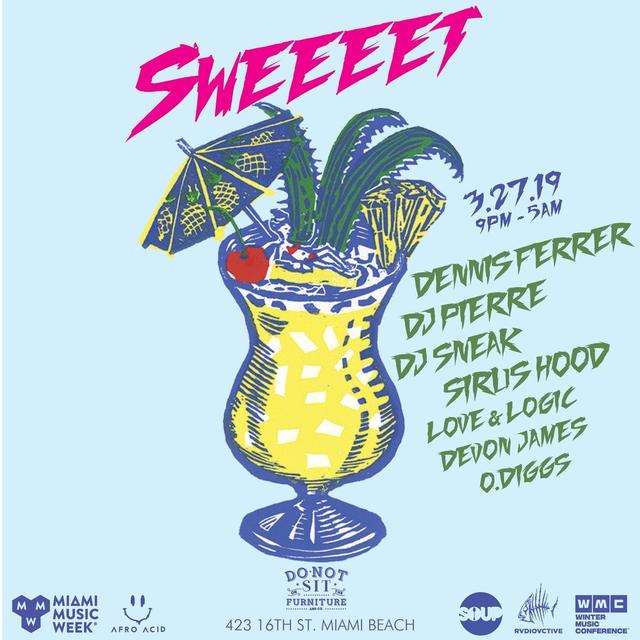 SWEEEEET
3.27.19
9PM - 5AM
DENNIS FERRER
DJ PIERRE
DJ SNEAK
SIRUS HOOD
LOVE & LOGIC
DEVON JAMES
O.DIGGS
DO·NOT
SIT
FURNITURE
423 16TH ST. MIAMI BEACH
M M
W
MIAMI
MUSIC
WEEK
AFRO ACID
SOUP
RVDIOVCTIVE
WMC
WINTER
MUSIC
CONFERENCE